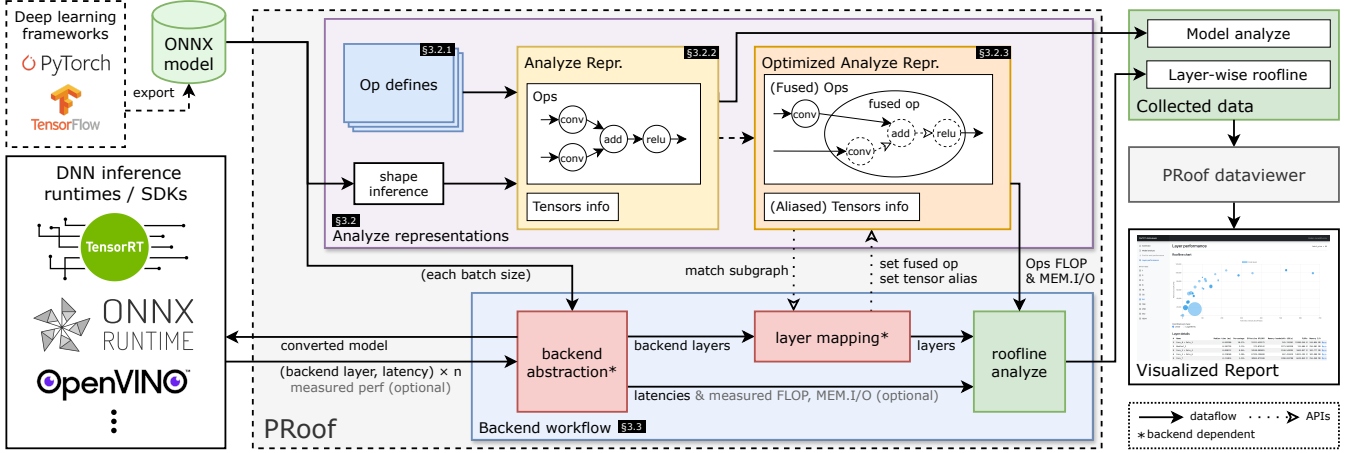 Deep learning
frameworks
PyTorch
TensorFlow
ONNX
model
export
DNN inference
runtimes / SDKs
TensorRT
ONNX
RUNTIME
OpenVINO
PRoof
§3.2.1
Op defines
shape
inference
§3.2
Analyze representations
§3.2.2
Analyze Repr.
Ops
conv
conv
add
relu
Tensors info
§3.2.3
Optimized Analyze Repr.
(Fused) Ops
fused op
conv
add
relu
conv
(Aliased) Tensors info
(each batch size)
match subgraph
set fused op
set tensor alias
Ops FLOP
& MEM.I/O
converted model
(backend layer, latency) × n
measured perf (optional)
backend
abstraction*
backend layers
layer mapping*
layers
roofline
analyze
latencies & measured FLOP, MEM.I/O (optional)
Backend workflow §3.3
Model analyze
Layer-wise roofline
Collected data
PRoof dataviewer
Layer performance
Visualized Report
dataflow
APIs
*backend dependent